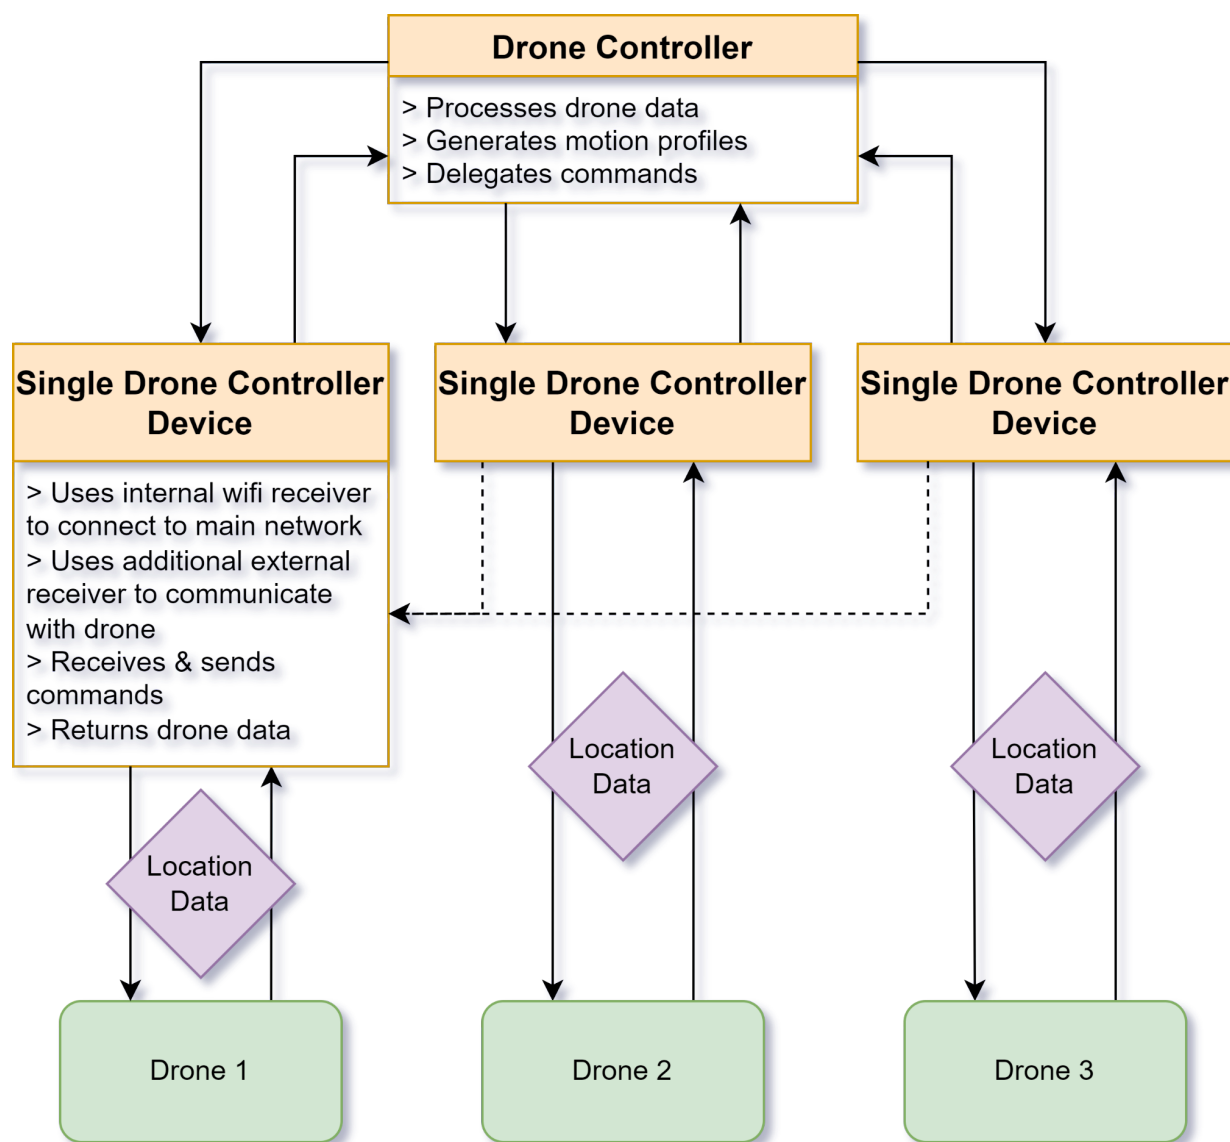 Drone Controller
> Processes drone data
> Generates motion profiles
> Delegates commands
Single Drone Controller
Device
> Uses internal wifi receiver
to connect to main network
> Uses additional external
receiver to communicate
with drone
> Receives & sends
commands
> Returns drone data
Single Drone Controller
Device
Single Drone Controller
Device
Location
Data
Location
Data
Location
Data
Drone 1
Drone 2
Drone 3